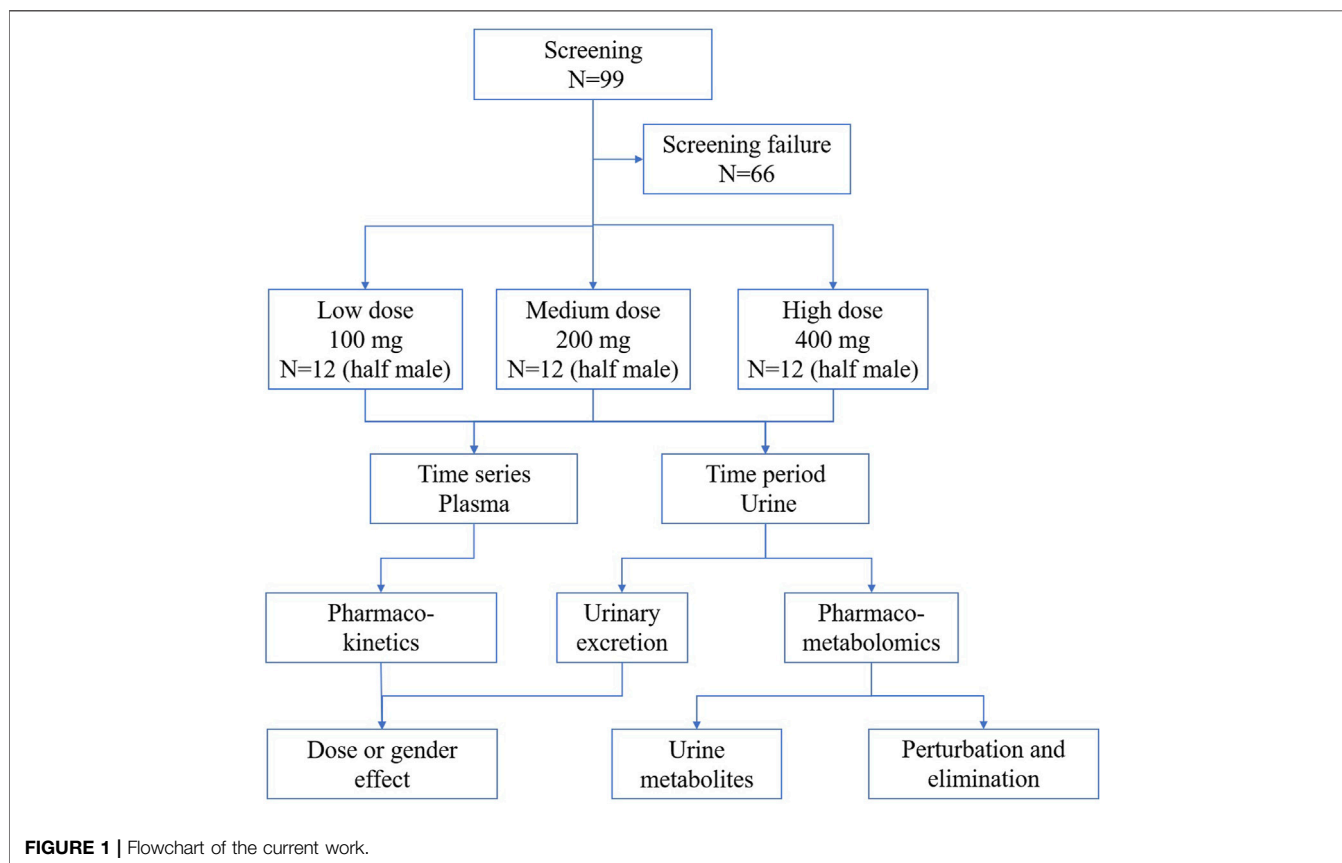 Screening
N=99
Screening failure
N=66
Low dose
100 mg
N=12 (half male)
Medium dose
200 mg
N=12 (half male)
High dose
400 mg
N=12 (half male)
Time series
Plasma
Time period
Urine
Pharmaco-
kinetics
Urinary
excretion
Pharmaco-
metabolomics
Dose or gender
effect
Urine
metabolites
Perturbation and
elimination
FIGURE 1 | Flowchart of the current work.